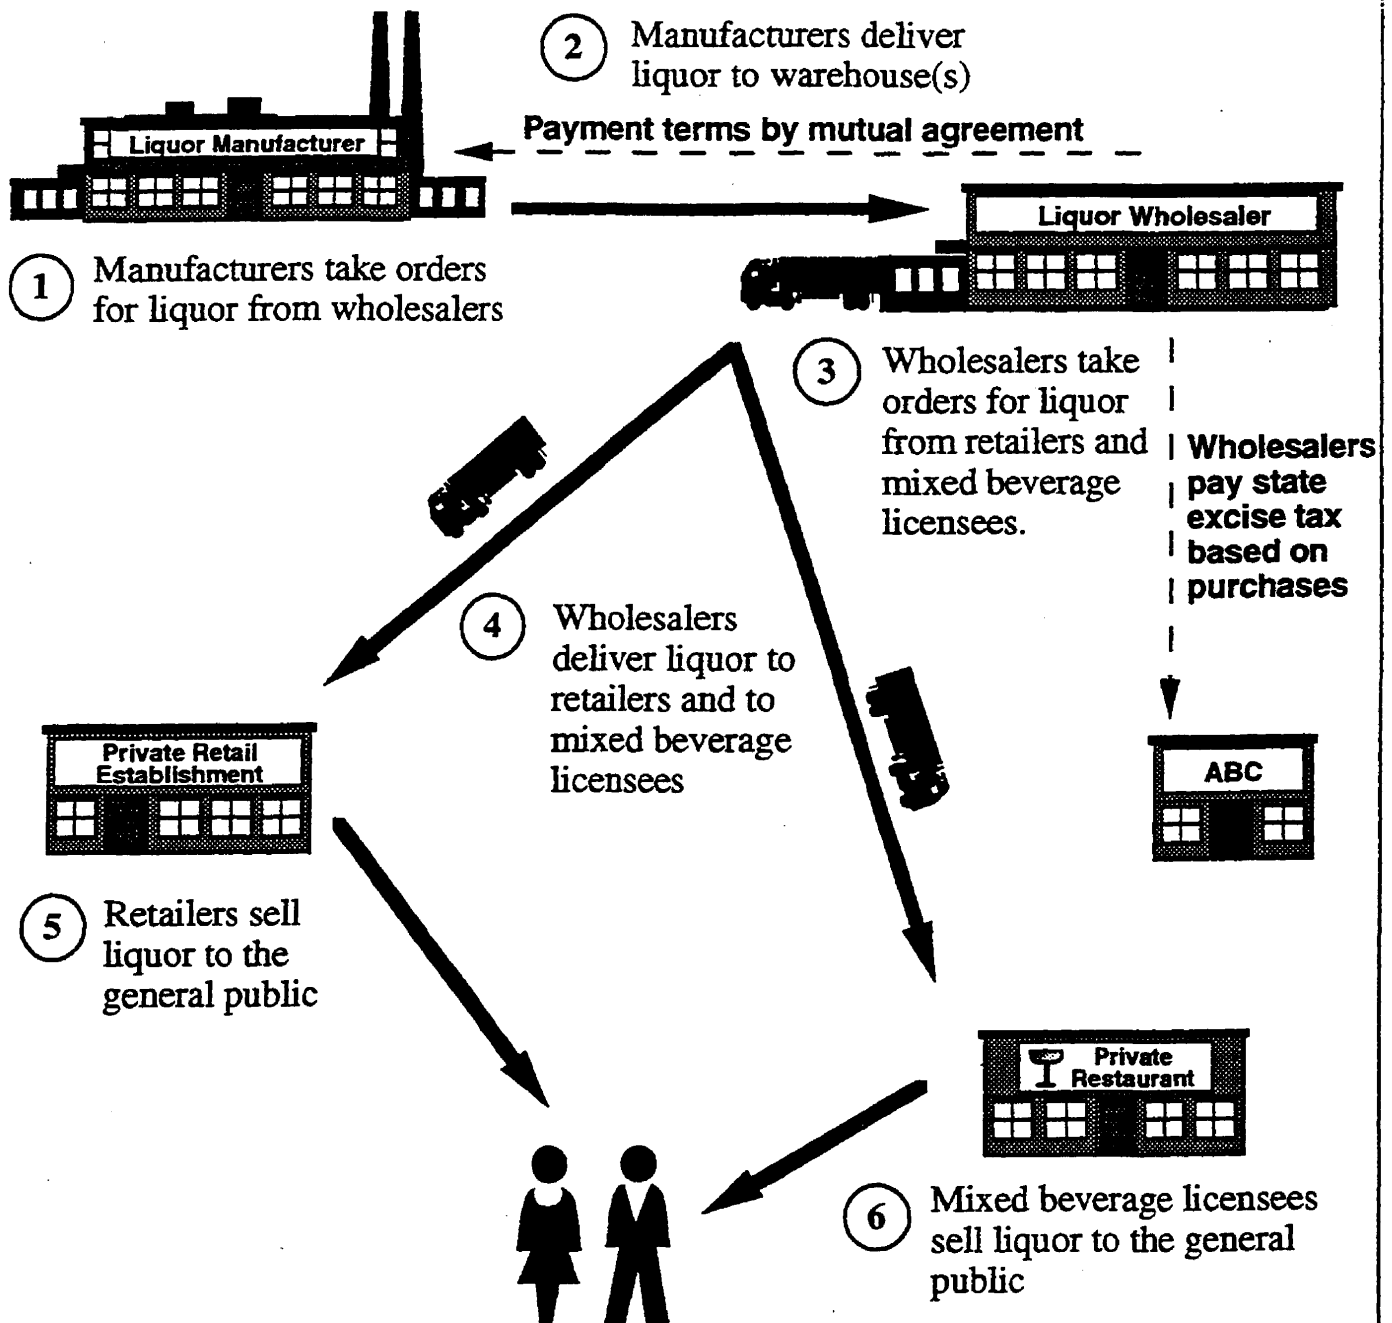 2
Manufacturers deliver
liquor to warehouse(s)
Payment terms by mutual agreement
Liquor Manufacturer
Liquor Wholesaler
1
Manufacturers take orders
for liquor from wholesalers
3
Wholesalers take
orders for liquor
from retailers and
mixed beverage
licensees.
Wholesalers
pay state
excise tax
based on
purchases
4
Wholesalers
deliver liquor to
retailers and to
mixed beverage
licensees
Private Retail
Establishment
ABC
5
Retailers sell
liquor to the
general public
Private
Restaurant
6
Mixed beverage licensees
sell liquor to the general
public